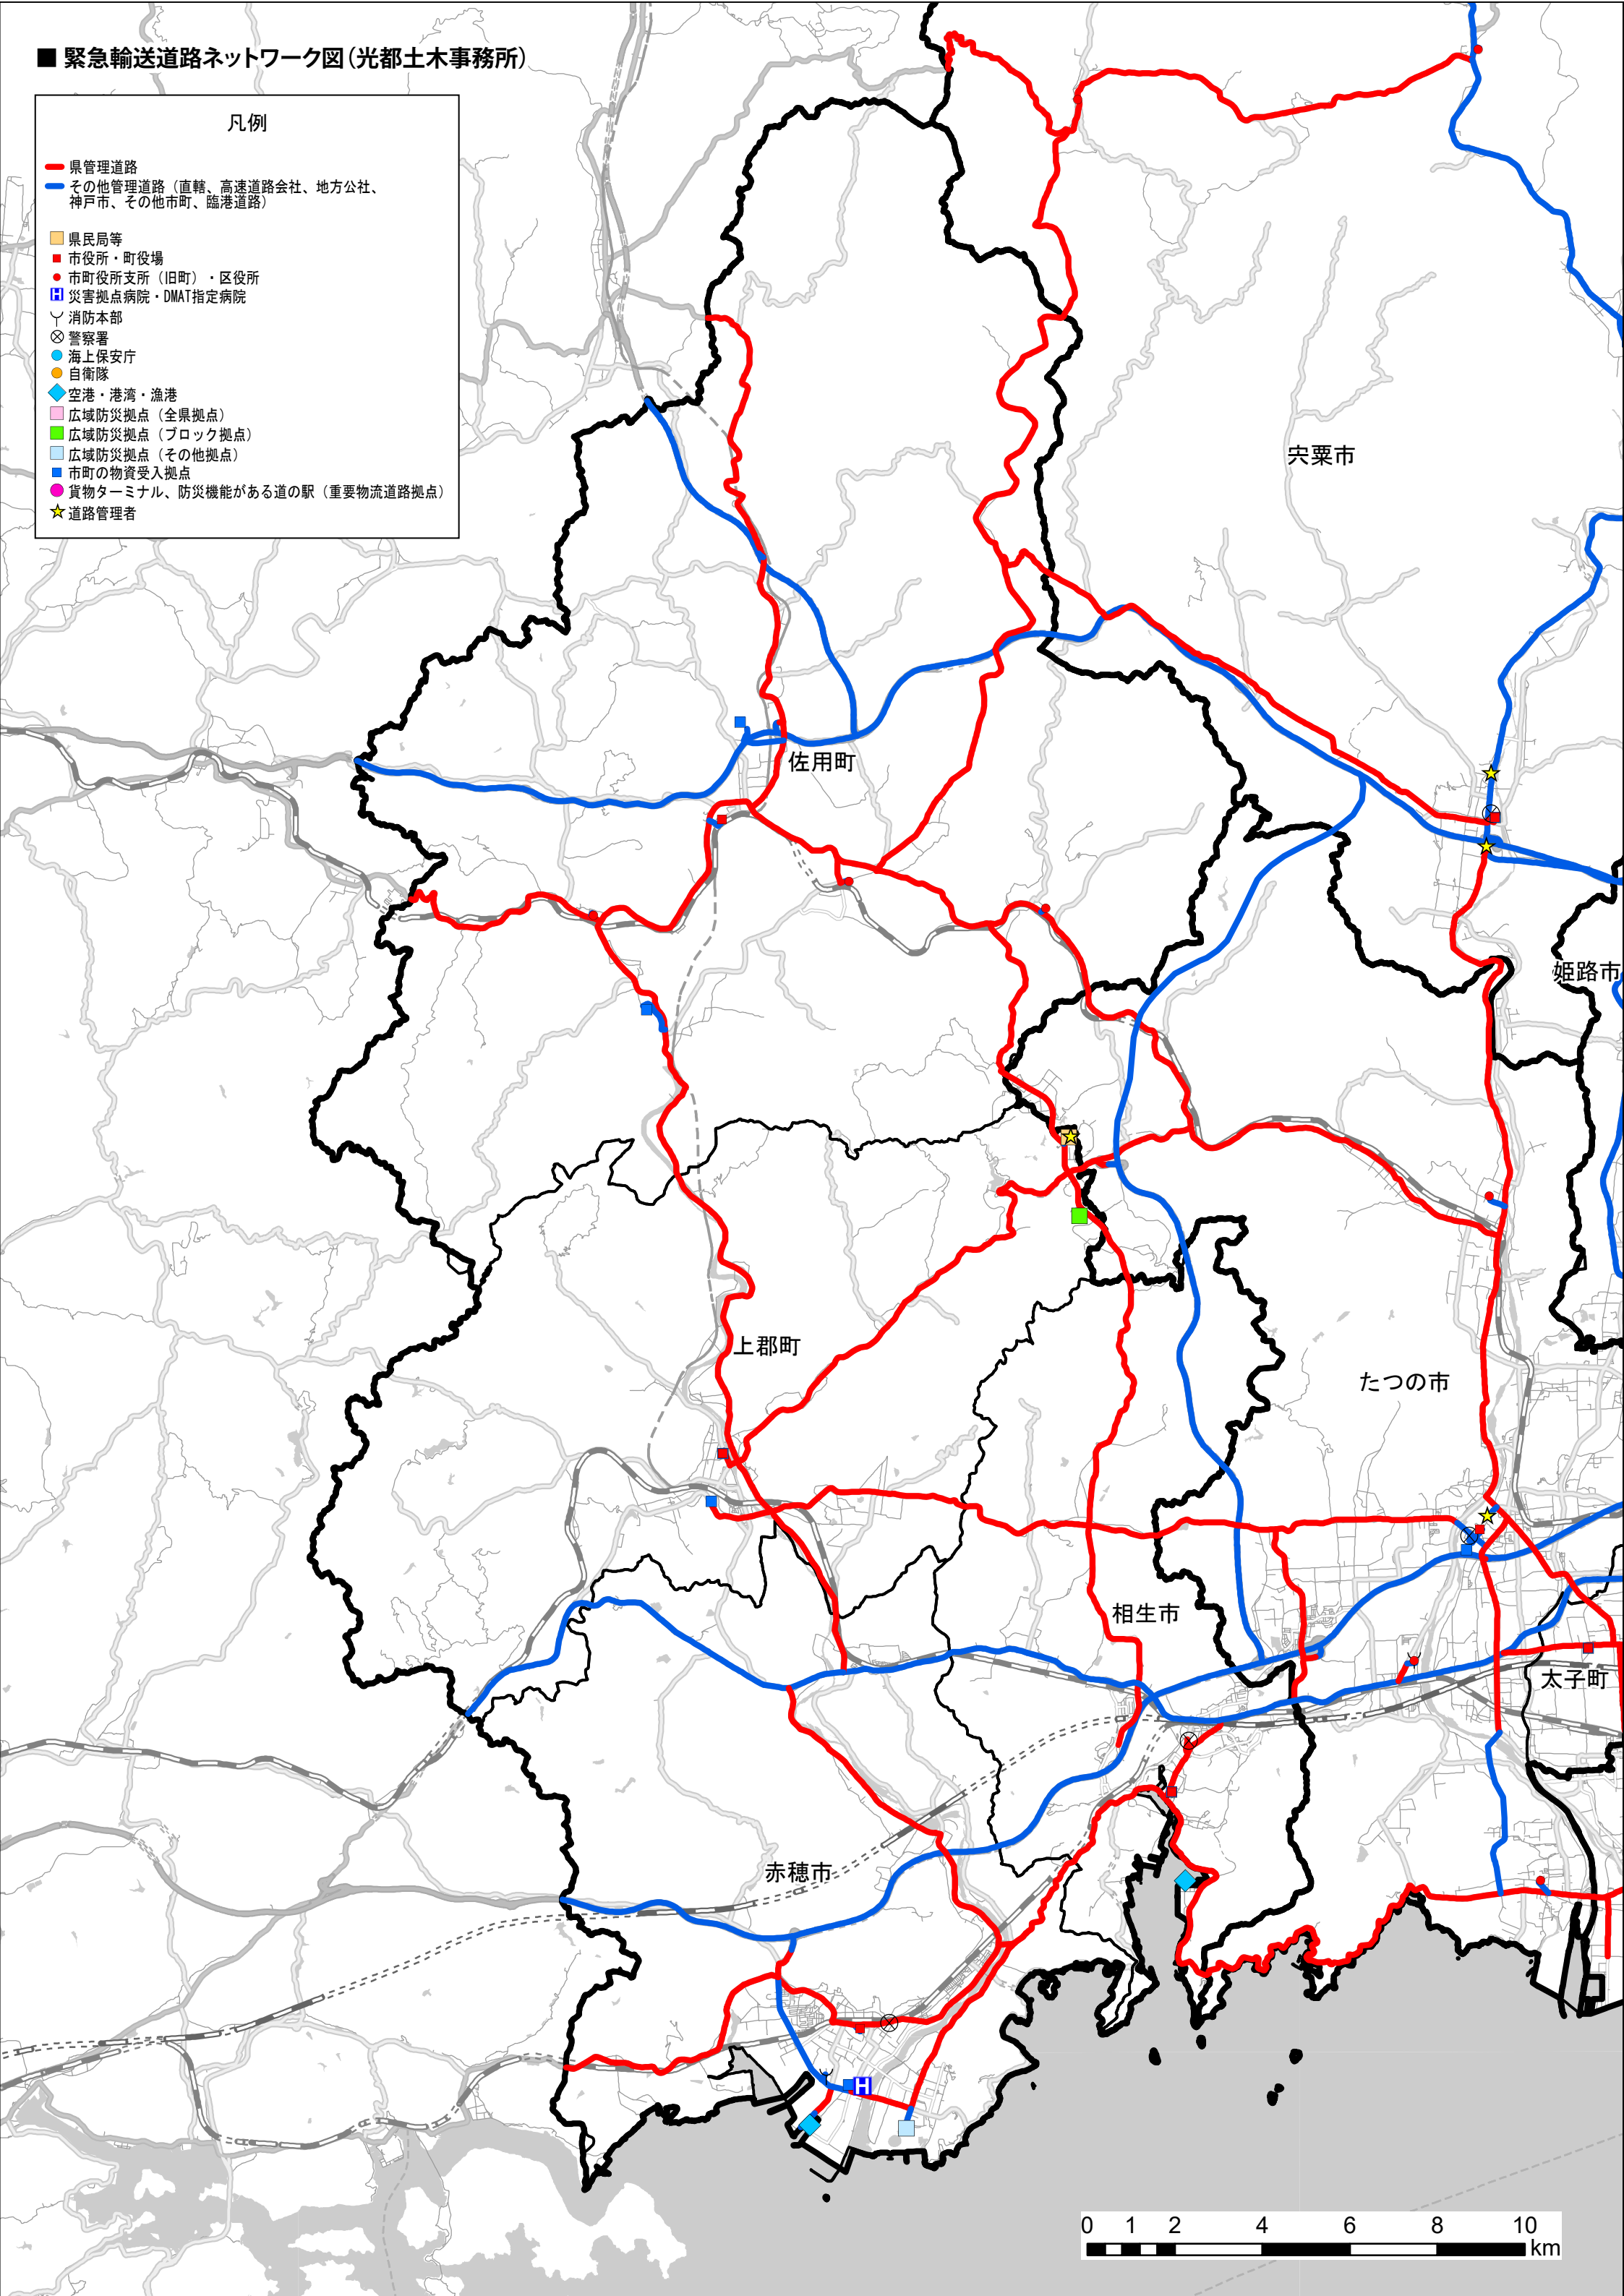 ■ 緊急輸送道路ネットワーク図（光都土木事務所）
凡例
県管理道路
その他管理道路（直轄、高速道路会社、地方公社、
神戸市、その他市町、臨港道路）
県民局等
市役所・町役場
市町役所支所（旧町）・区役所
H 災害拠点病院・DMAT指定病院
消防本部
警察署
海上保安庁
自衛隊
空港・港湾・漁港
広域防災拠点（全県拠点）
広域防災拠点（ブロック拠点）
広域防災拠点（その他拠点）
市町の物資受入拠点
貨物ターミナル、防災機能がある道の駅（重要物流道路拠点）
道路管理者
宍粟市
佐用町
姫路市
上郡町
たつの市
相生市
太子町
赤穂市
H
0 1 2 4 6 8 10
km